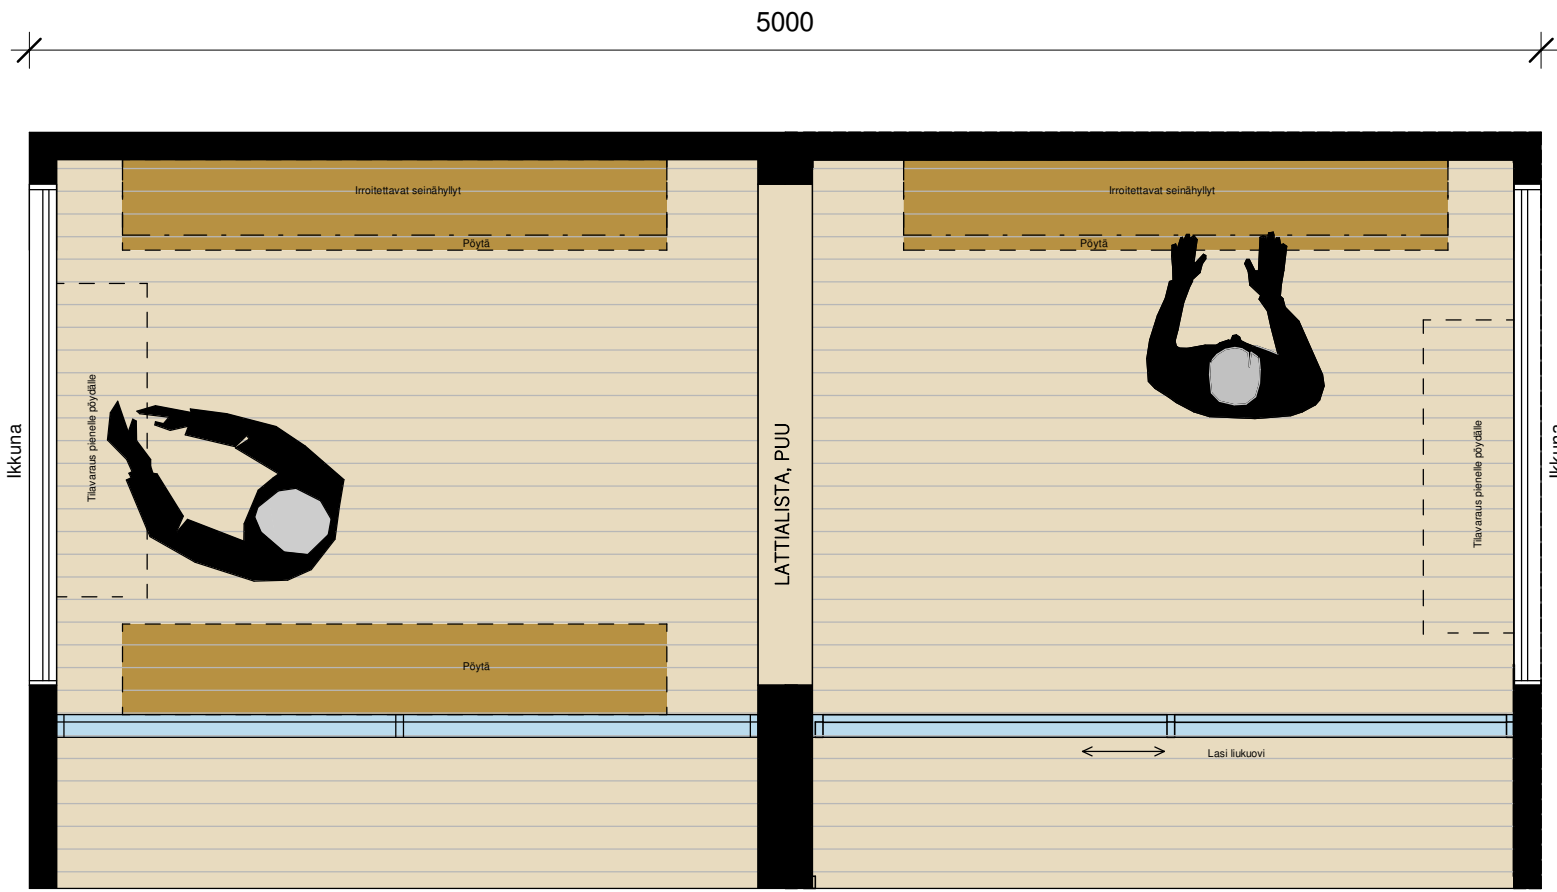 5000
Irroitettavat seinähyllyt
Irroitettavat seinähyllyt
Pöytä
Pöytä
Ikkuna
Tilavaraus pienelle pöydälle
LATTIALISTA, PUU
Tilavaraus pienelle pöydälle
Ikkuna
Pöytä
Lasi liukuovi